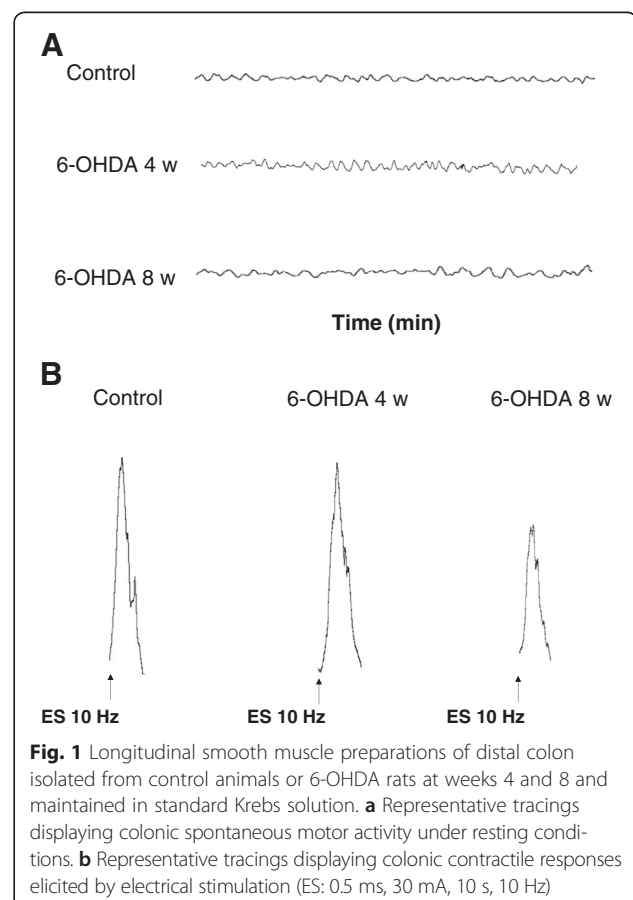 A
Control
6-OHDA 4 w
6-OHDA 8 w
Time (min)
B
Control 6-OHDA 4 w 6-OHDA 8 w
ES 10 Hz ES 10 Hz ES 10 Hz
Fig. 1 Longitudinal smooth muscle preparations of distal colon
isolated from control animals or 6-OHDA rats at weeks 4 and 8 and
maintained in standard Krebs solution. a Representative tracings
displaying colonic spontaneous motor activity under resting condi-
tions. b Representative tracings displaying colonic contractile responses
elicited by electrical stimulation (ES: 0.5 ms, 30 mA, 10 s, 10 Hz)